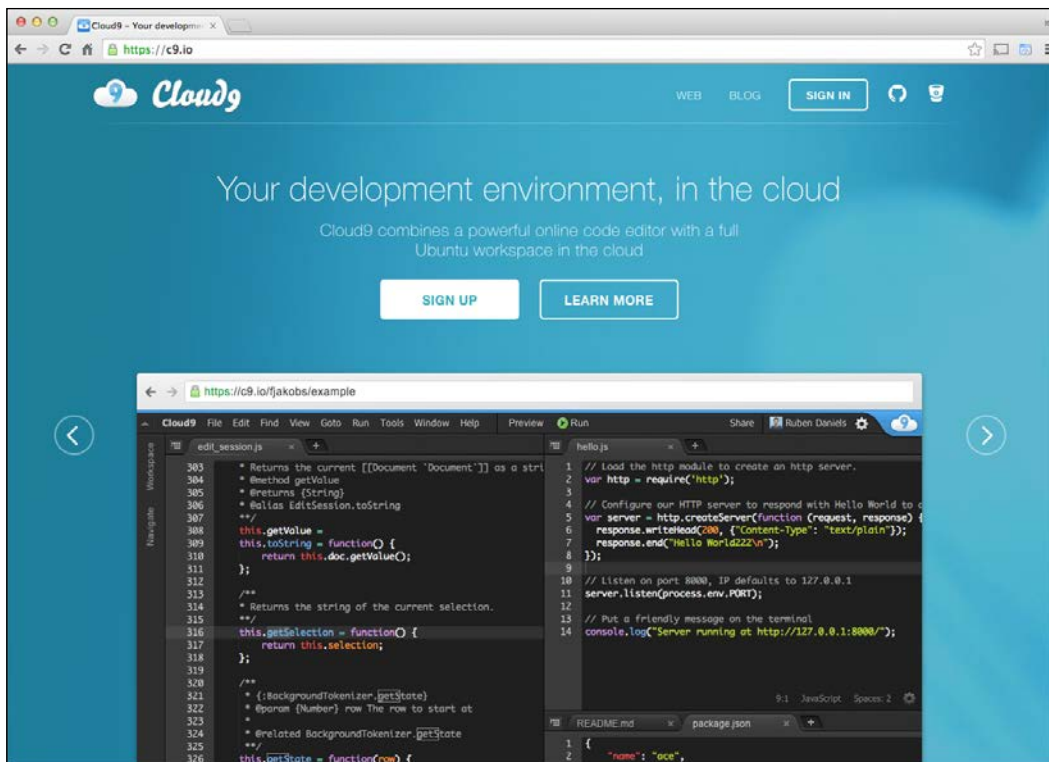 Cloud9 - Your developme
https://c9.io
9 Cloud9
WEB BLOG SIGN IN
Your development environment, in the cloud
Cloud9 combines a powerful online code editor with a full
Ubuntu workspace in the cloud
SIGN UP LEARN MORE
https://c9.io/fjakobs/example
Cloud9 File Edit Find View Goto Run Tools Window Help Preview Run Share Ruben Daniels 9
Workspace
Navigate
edit_session.js
303 * Returns the current [[Document `Document`]] as a stri
304 * @method getValue
305 * @returns {String}
306 * @alias EditSession.toString
307 **/
308 this.getValue =
309 this.toString = function() {
310 return this.doc.getValue();
311 };
312
313 /**
314 * Returns the string of the current selection.
315 **/
316 this.getSelection = function() {
317 return this.selection;
318 };
319
320 /**
321 * {:BackgroundTokenizer.getState}
322 * @param {Number} row The row to start at
323 *
324 * @related BackgroundTokenizer.getState
325 **/
326 this.getState = function(row) {
hello.js
1 // Load the http module to create an http server.
2 var http = require('http');
3
4 // Configure our HTTP server to respond with Hello World to
5 var server = http.createServer(function (request, response) {
6 response.writeHead(200, {"Content-Type": "text/plain"});
7 response.end("Hello World222\n");
8 });
9
10 // Listen on port 8000, IP defaults to 127.0.0.1
11 server.listen(process.env.PORT);
12
13 // Put a friendly message on the terminal
14 console.log("Server running at http://127.0.0.1:8000/");
9:1 JavaScript Spaces: 2
README.md package.json
1 {
2 "name": "ace",